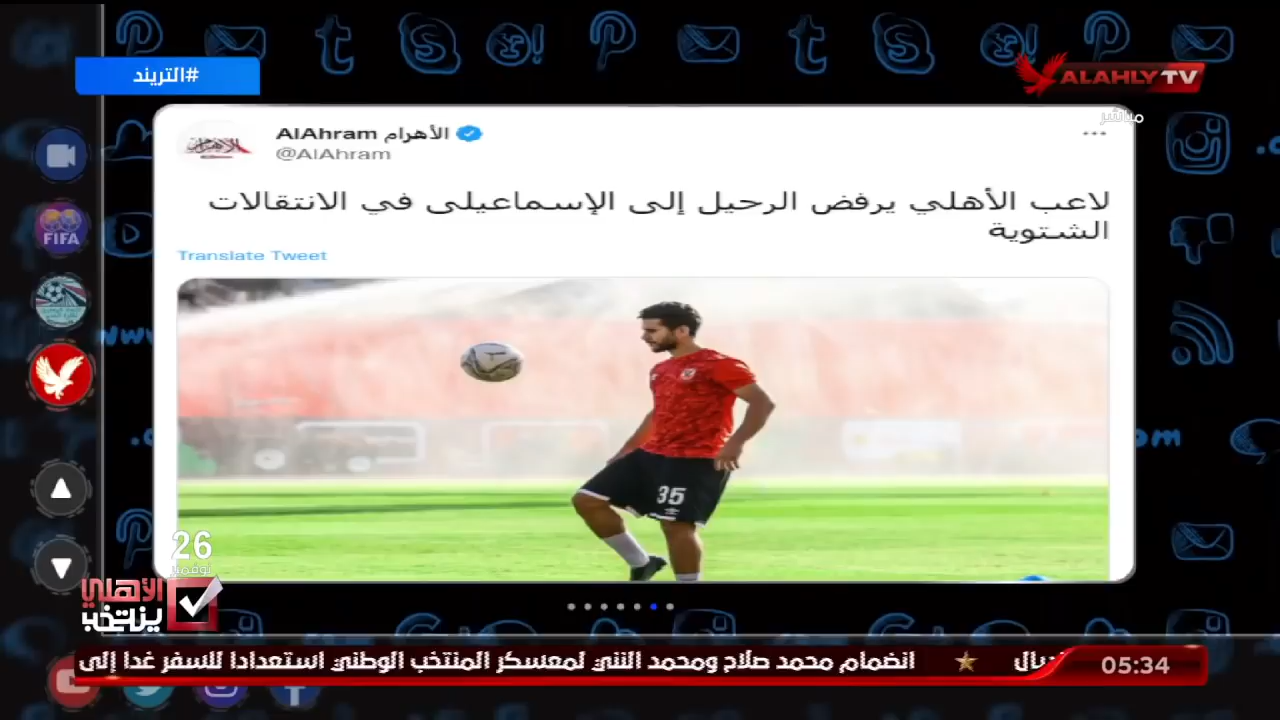 #التريند
ALAHLY TV
مباشر
AlAhram الأهرام
@AlAhram
لاعب الأهلي يرفض الرحيل إلى الإسماعيلى في الانتقالات
الشتوية
Translate Tweet
FIFA
35
26
نوفمبر
الأهلي
ينتخب
انضمام محمد صلاح ومحمد النني لمعسكر المنتخب الوطني استعدادا للسفر غدا إلى
05:34